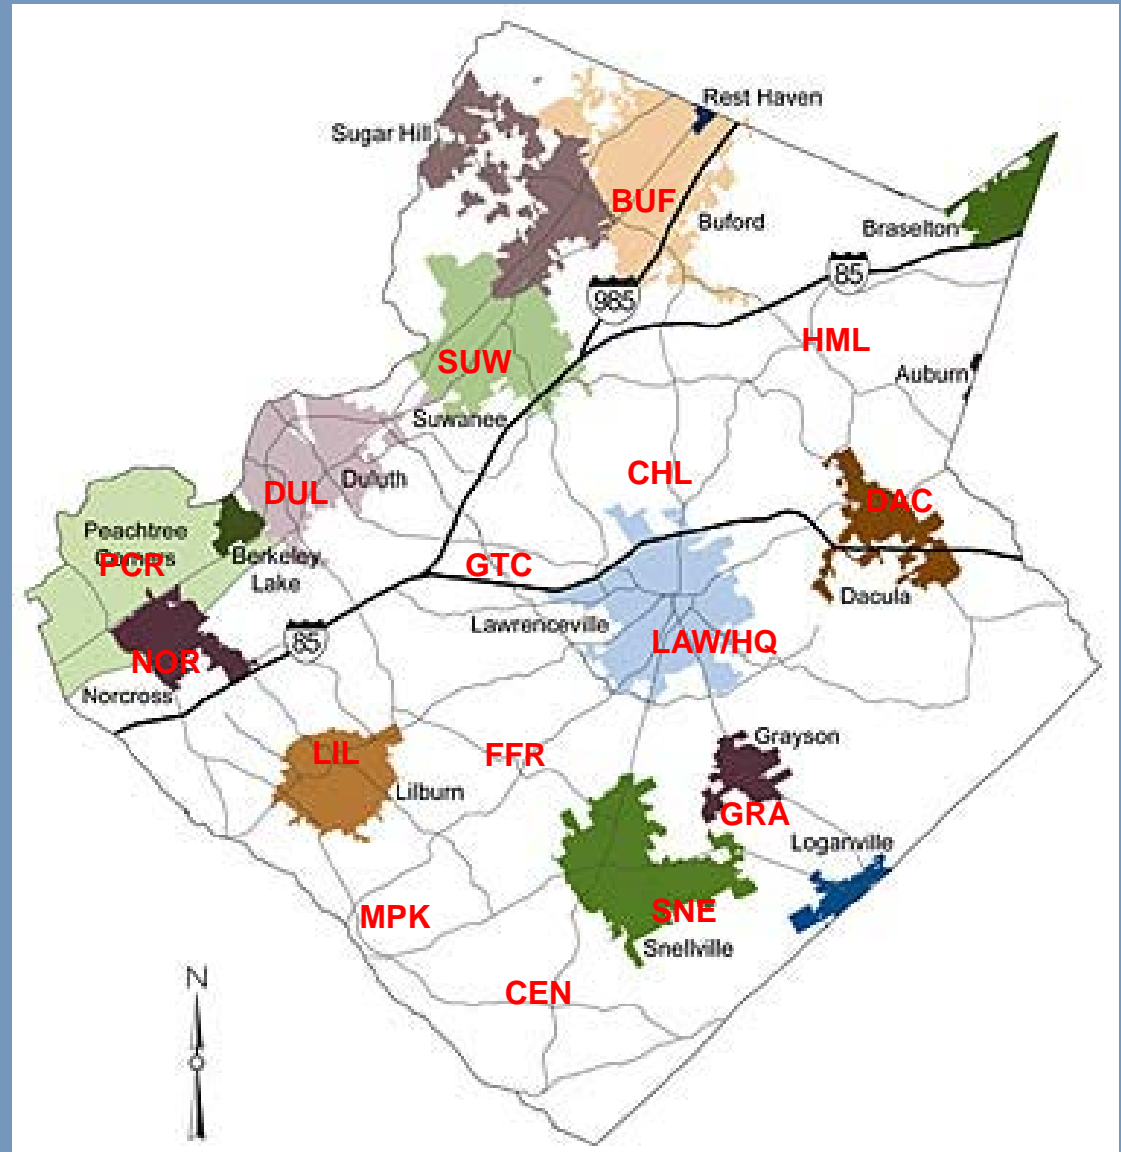 Rest Haven
Sugar Hill
BUF
Buford
Braselton
85
985
HML
SUW
Auburn
Suwanee
CHL
Duluth
DUL
DAC
Peachtree
Corners
PCR
Berkeley
Lake
GTC
Dacula
Lawrenceville
85
LAW/HQ
NOR
Norcross
Grayson
LIL
FFR
Lilburn
GRA
Loganville
MPK
SNE
Snellville
N
CEN